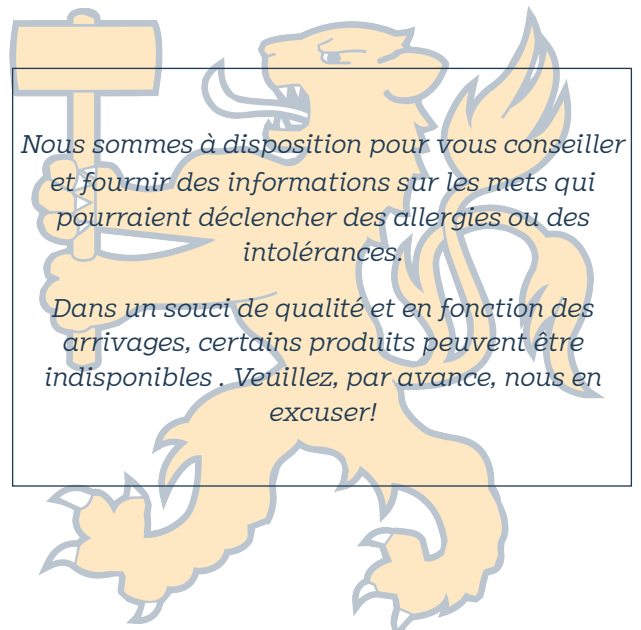 Nous sommes à disposition pour vous conseiller
et fournir des informations sur les mets qui
pourraient déclencher des allergies ou des
intolérances.
Dans un souci de qualité et en fonction des
arrivages, certains produits peuvent être
indisponibles . Veuillez, par avance, nous en
excuser!